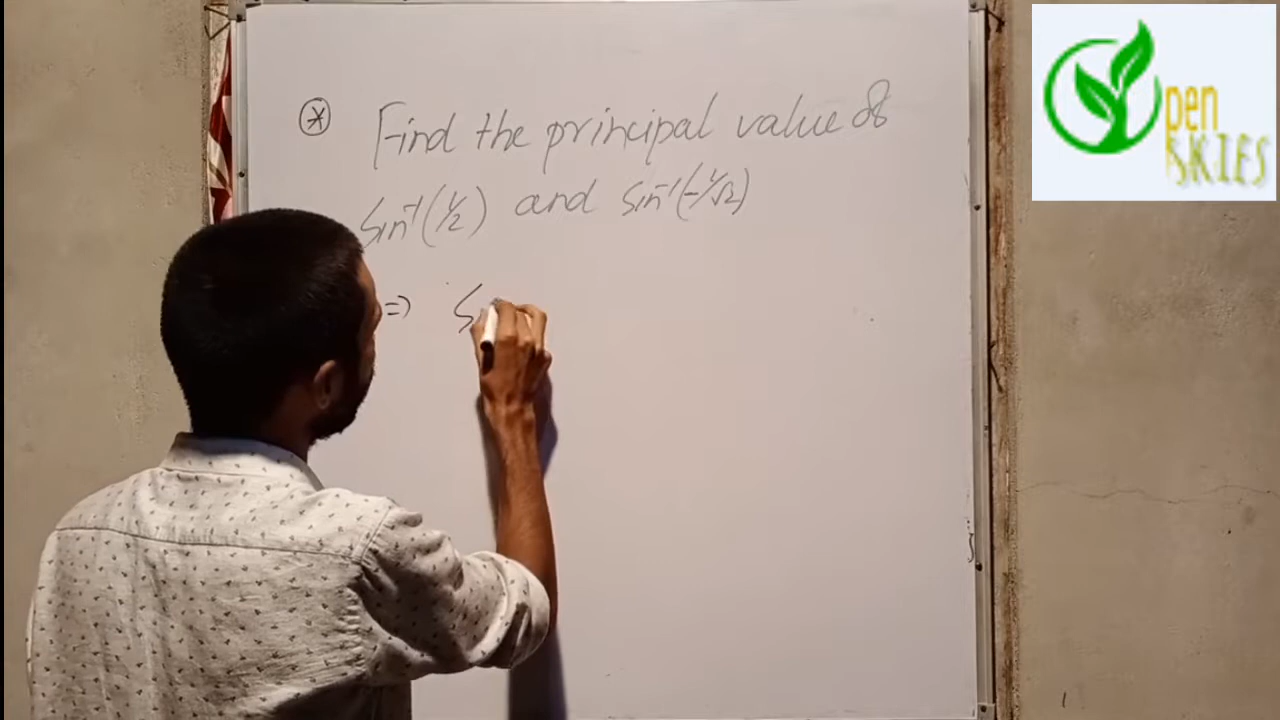 * Find the principal value of
sin⁻¹(1/2) and sin⁻¹(-1/√2)
=> S
Open
SKIES